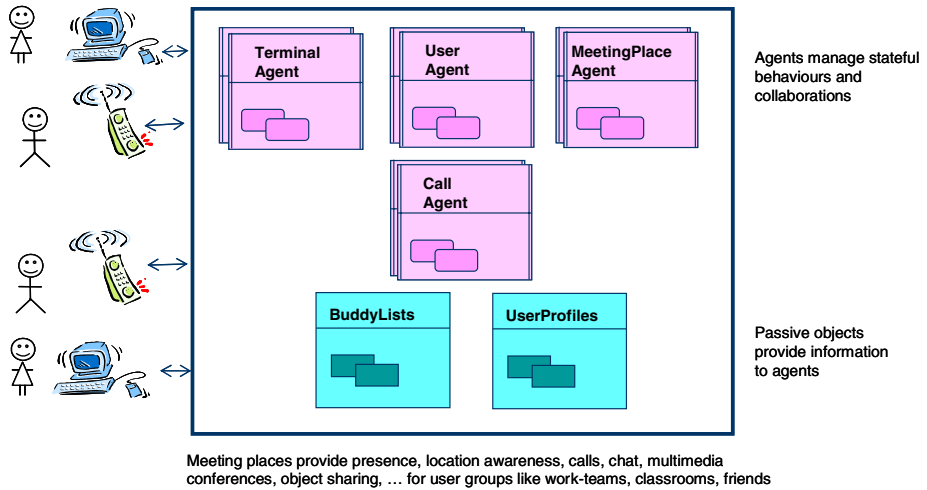 Terminal
Agent
User
Agent
MeetingPlace
Agent
Agents manage stateful
behaviours and
collaborations
Call
Agent
BuddyLists
UserProfiles
Passive objects
provide information
to agents
Meeting places provide presence, location awareness, calls, chat, multimedia
conferences, object sharing, … for user groups like work-teams, classrooms, friends